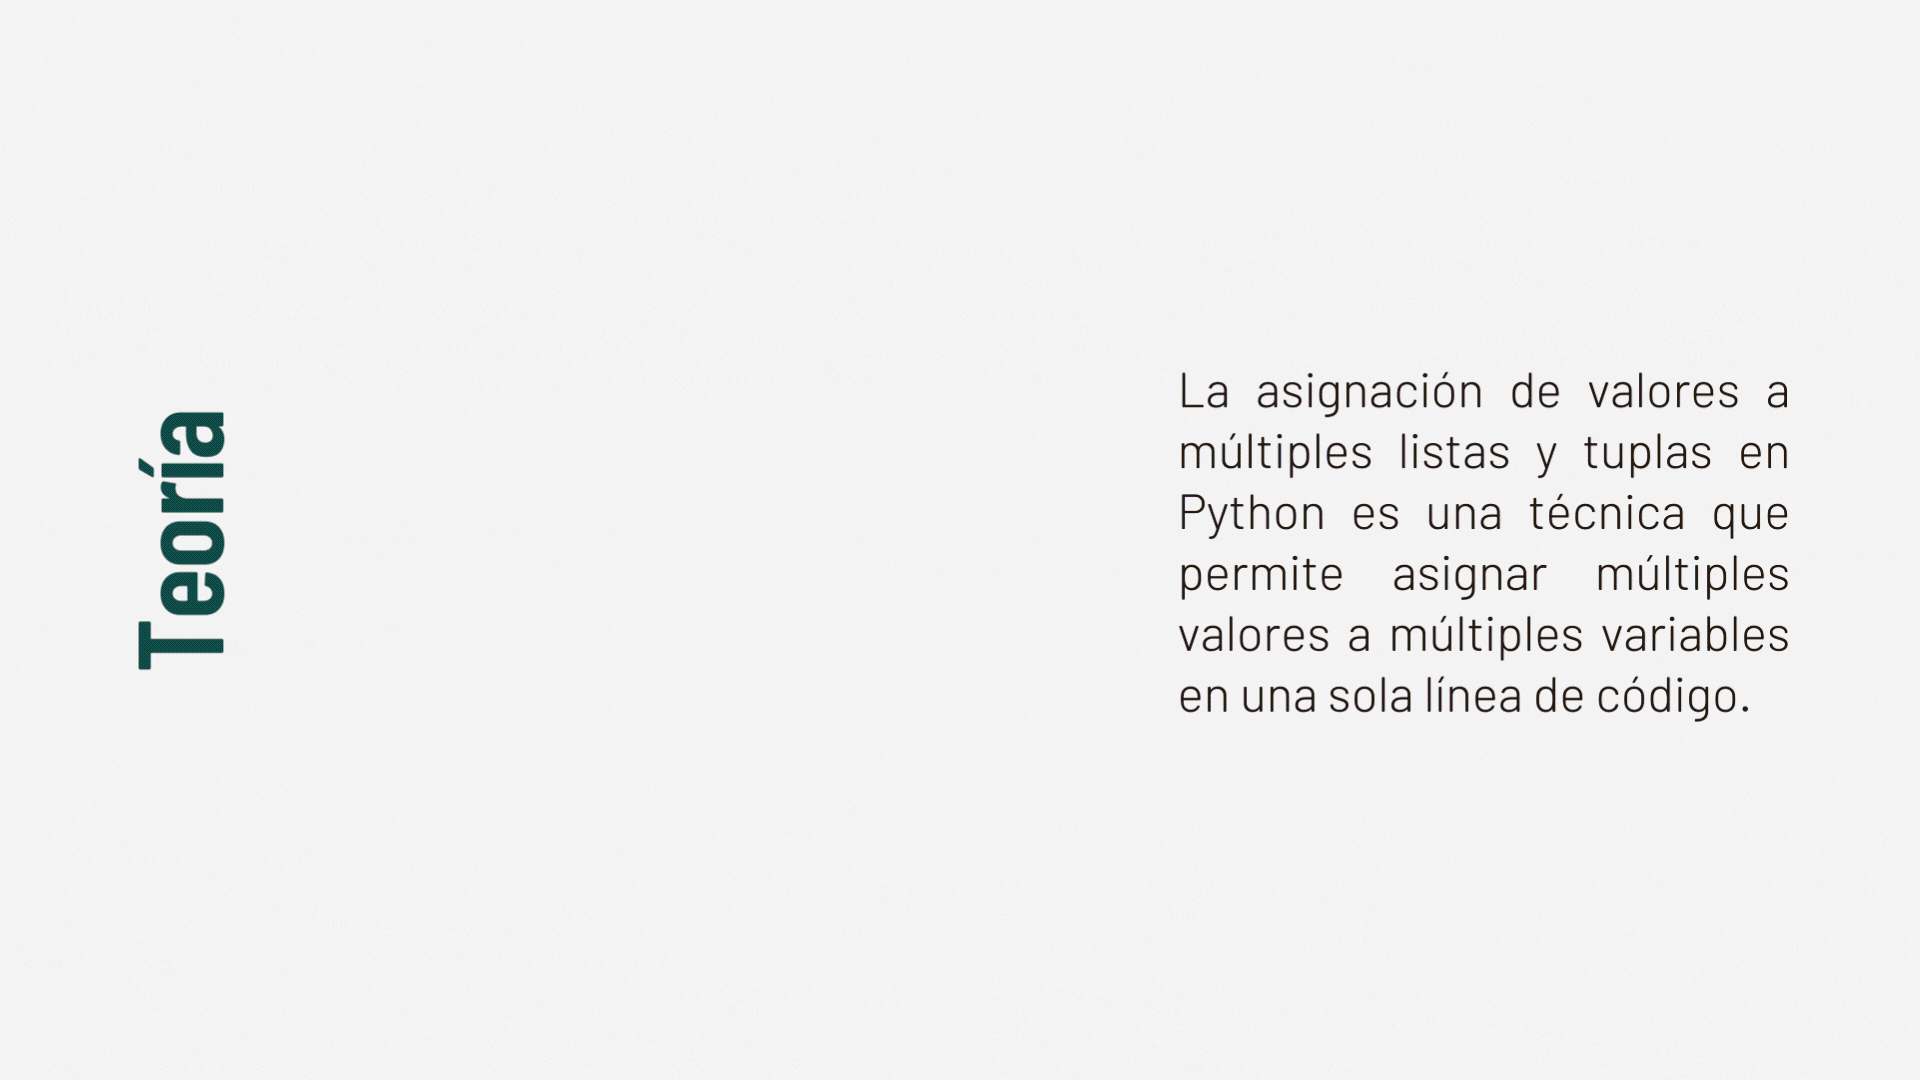 Teoría
La asignación de valores a
múltiples listas y tuplas en
Python es una técnica que
permite asignar múltiples
valores a múltiples variables
en una sola línea de código.